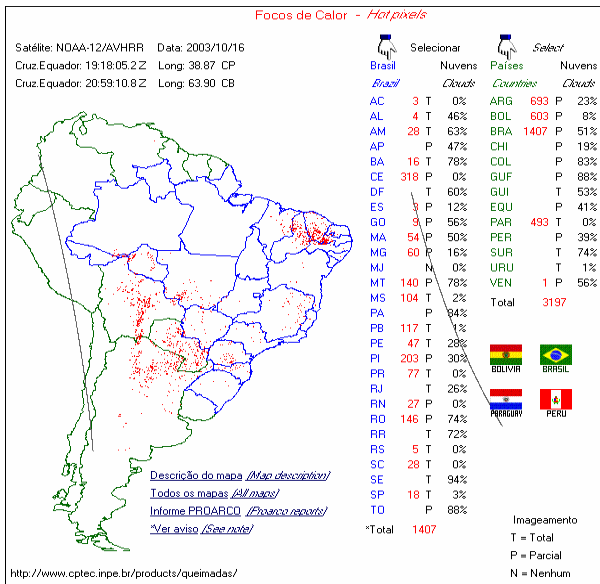 Focos de Calor - Hot pixels
Satélite: NOAA-12/AVHRR Data: 2003/10/16
Cruz.Equador: 19:18:05.2 Z Long: 38.87 CP
Cruz.Equador: 20:59:10.8 Z Long: 63.90 CB
Selecionar
Brasil Nuvens
Brazil Clouds
AC 3 T 0%
AL 4 T 46%
AM 28 T 63%
AP P 47%
BA 16 T 78%
CE 318 P 0%
DF T 60%
ES 3 P 12%
GO 9 P 56%
MA 54 P 50%
MG 60 P 16%
MJ N 0%
MT 140 P 78%
MS 104 T 2%
PA P 84%
PB 117 T 1%
PE 47 T 28%
PI 203 P 30%
PR 77 T 0%
RJ T 26%
RN 27 P 0%
RO 146 P 74%
RR T 72%
RS 5 T 0%
SC 28 T 0%
SE T 94%
SP 18 T 3%
TO P 88%
*Total 1407
Select
Países Nuvens
Countries Clouds
ARG 693 P 23%
BOL 603 P 8%
BRA 1407 P 51%
CHI P 19%
COL P 83%
GUF P 88%
GUI T 53%
EQU P 41%
PAR 493 T 0%
PER P 39%
SUR T 74%
URU T 1%
VEN 1 P 56%
Total 3197
BOLIVIA BRASIL
PARAGUAY PERU
Descrição do mapa (Map description)
Todos os mapas (All maps)
Informe PROARCO (Proarco reports)
*Ver aviso (See note)
Imageamento
T = Total
P = Parcial
N = Nenhum
http://www.cptec.inpe.br/products/queimadas/